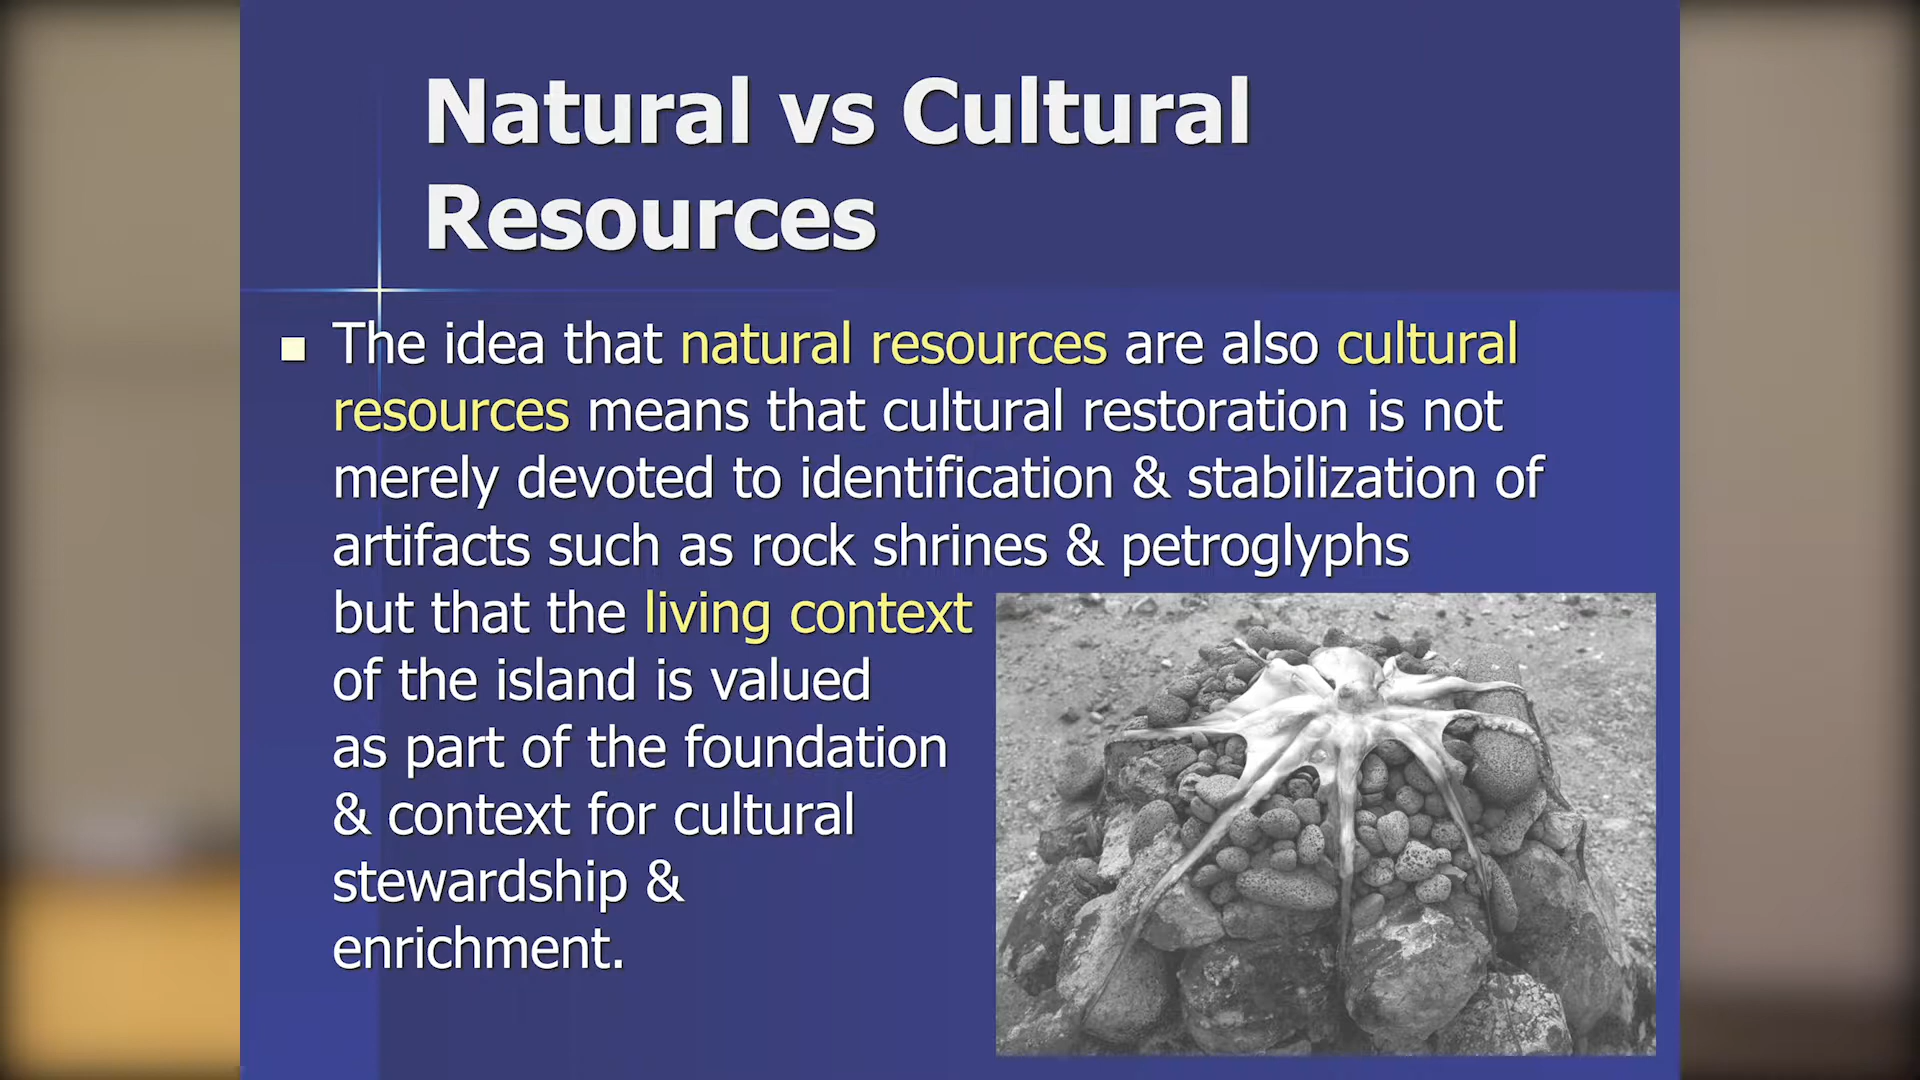 Natural vs Cultural
Resources
The idea that natural resources are also cultural
resources means that cultural restoration is not
merely devoted to identification & stabilization of
artifacts such as rock shrines & petroglyphs
but that the living context
of the island is valued
as part of the foundation
& context for cultural
stewardship &
enrichment.